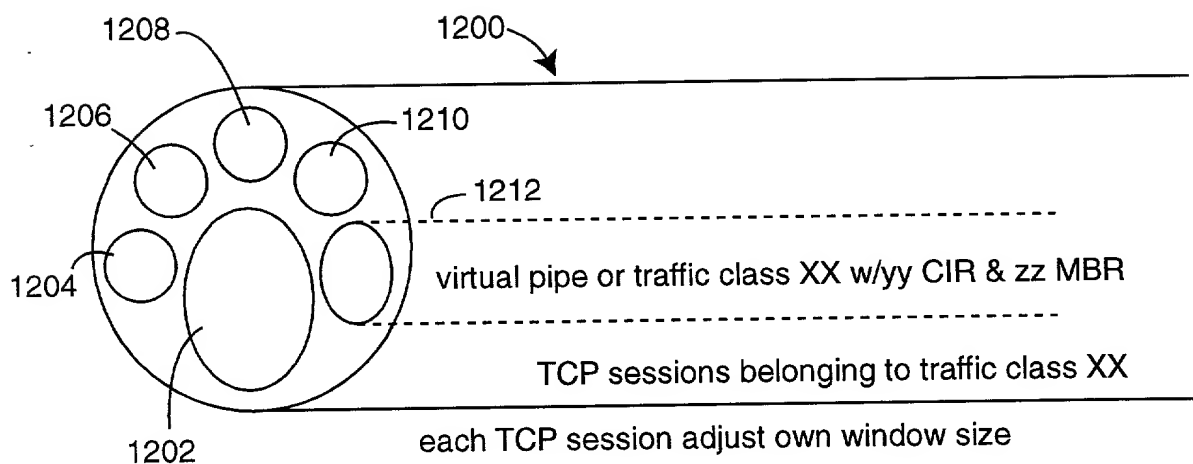 1208
1200
1206
1210
1212
1204
virtual pipe or traffic class XX w/yy CIR & zz MBR
TCP sessions belonging to traffic class XX
1202
each TCP session adjust own window size